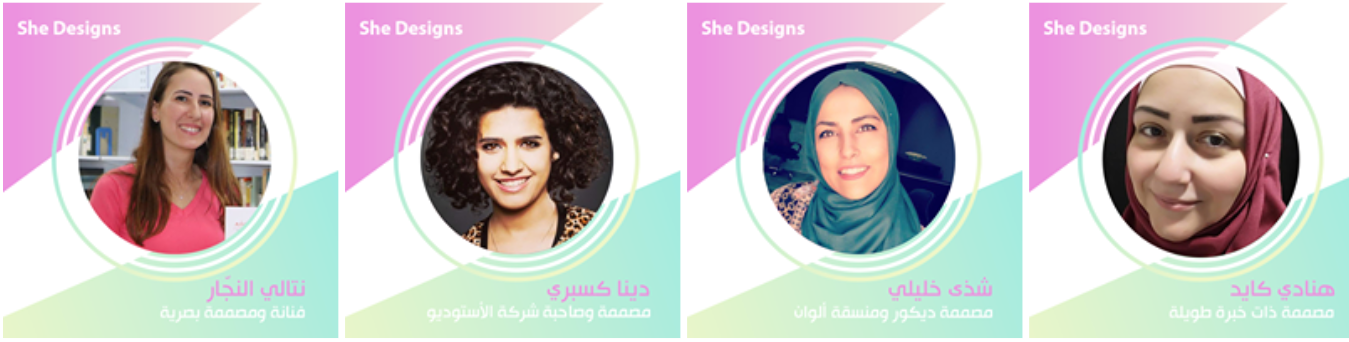 She Designs
نتالي النجّار
فنانة ومصممة بصرية
She Designs
دينا كسبري
مصممة وصاحبة شركة الأستوديو
She Designs
شذى خليلي
مصممة ديكور ومنسقة ألوان
She Designs
هنادي كايد
مصممة ذات خبرة طويلة